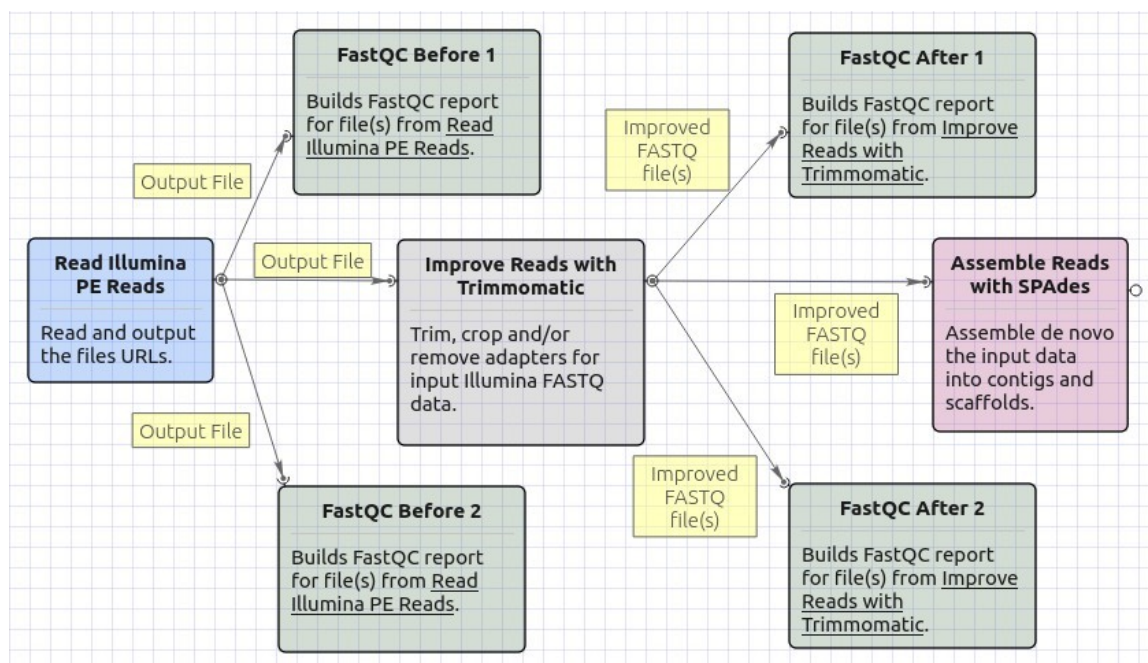 FastQC Before 1
Builds FastQC report
for file(s) from Read
Illumina PE Reads.
Output File
Read Illumina
PE Reads
Read and output
the files URLs.
Output File
Output File
FastQC Before 2
Builds FastQC report
for file(s) from Read
Illumina PE Reads.
Improve Reads with
Trimmomatic
Trim, crop and/or
remove adapters for
input Illumina FASTQ
data.
Improved
FASTQ
file(s)
FastQC After 1
Builds FastQC report
for file(s) from Improve
Reads with
Trimmomatic.
Improved
FASTQ
file(s)
Assemble Reads
with SPAdes
Assemble de novo
the input data
into contigs and
scaffolds.
Improved
FASTQ
file(s)
FastQC After 2
Builds FastQC report
for file(s) from Improve
Reads with
Trimmomatic.